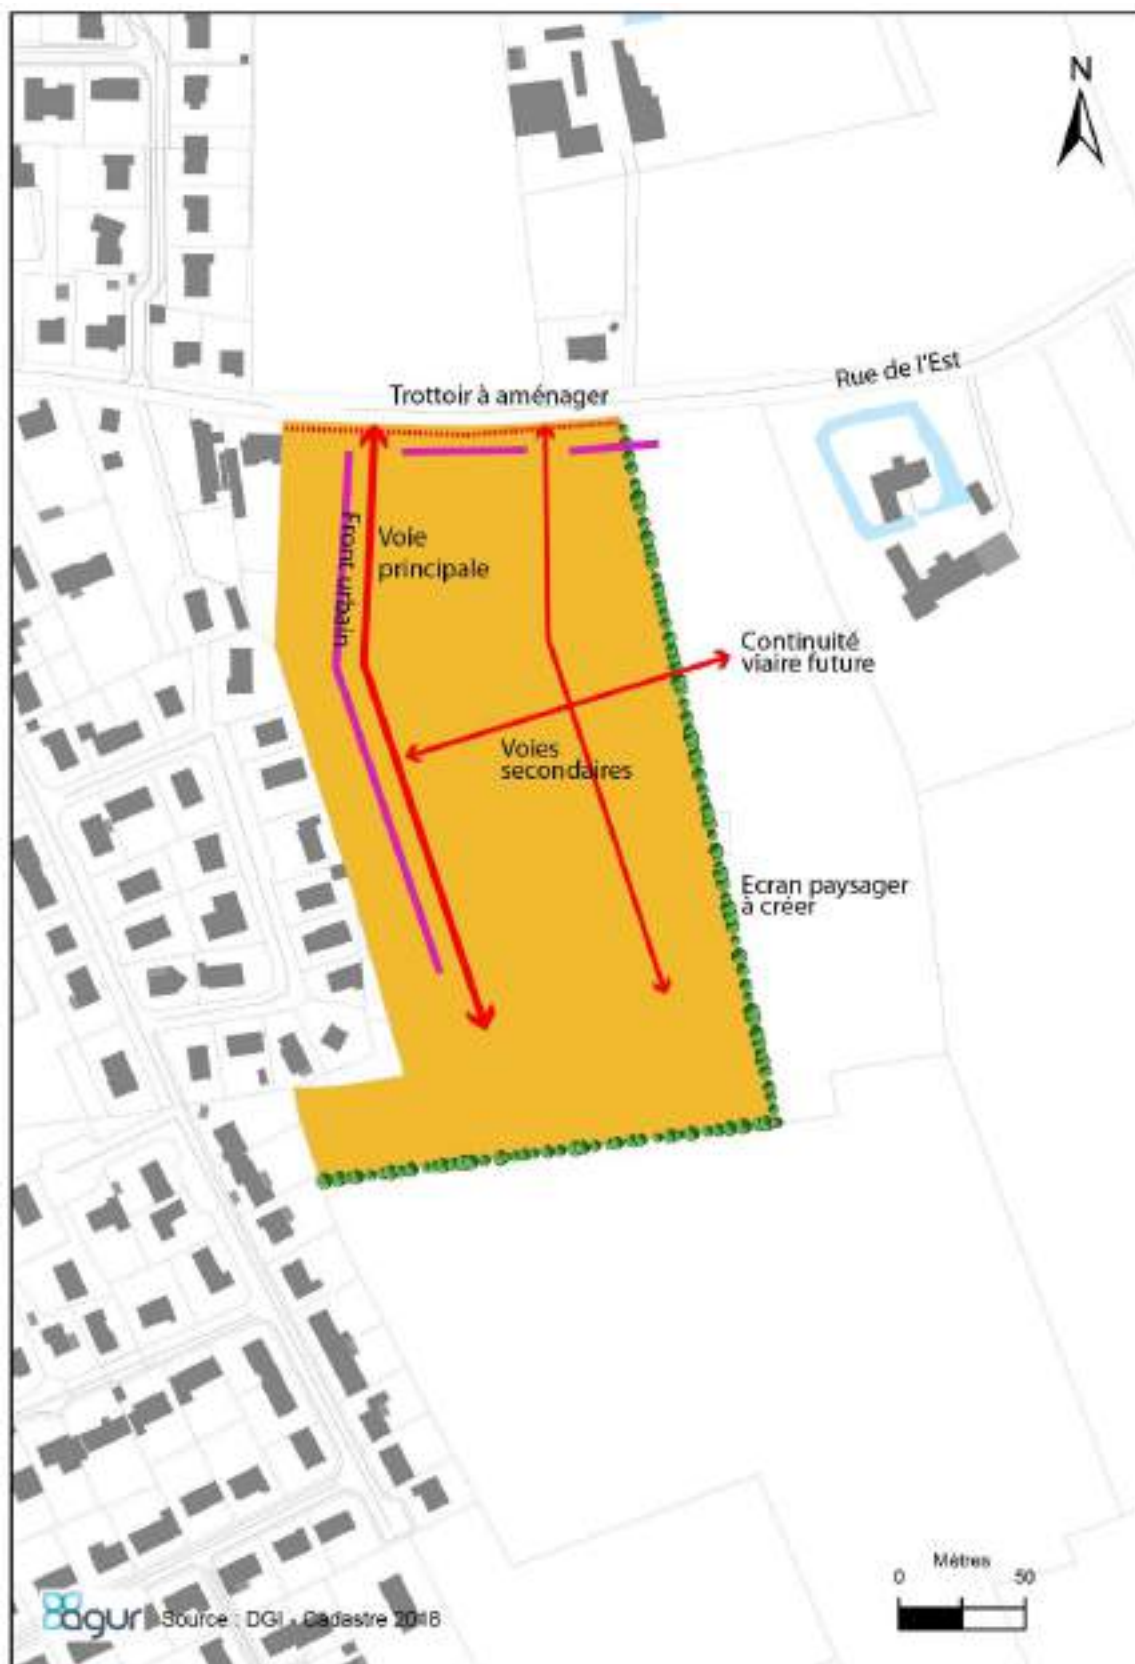 N
Rue de l'Est
Trottoir à aménager
Front urbain
Voie
principale
Continuité
viaire future
Voies
secondaires
Ecran paysager
à créer
Mètres
0 50
agur
Source : DGI - Cadastre 2018